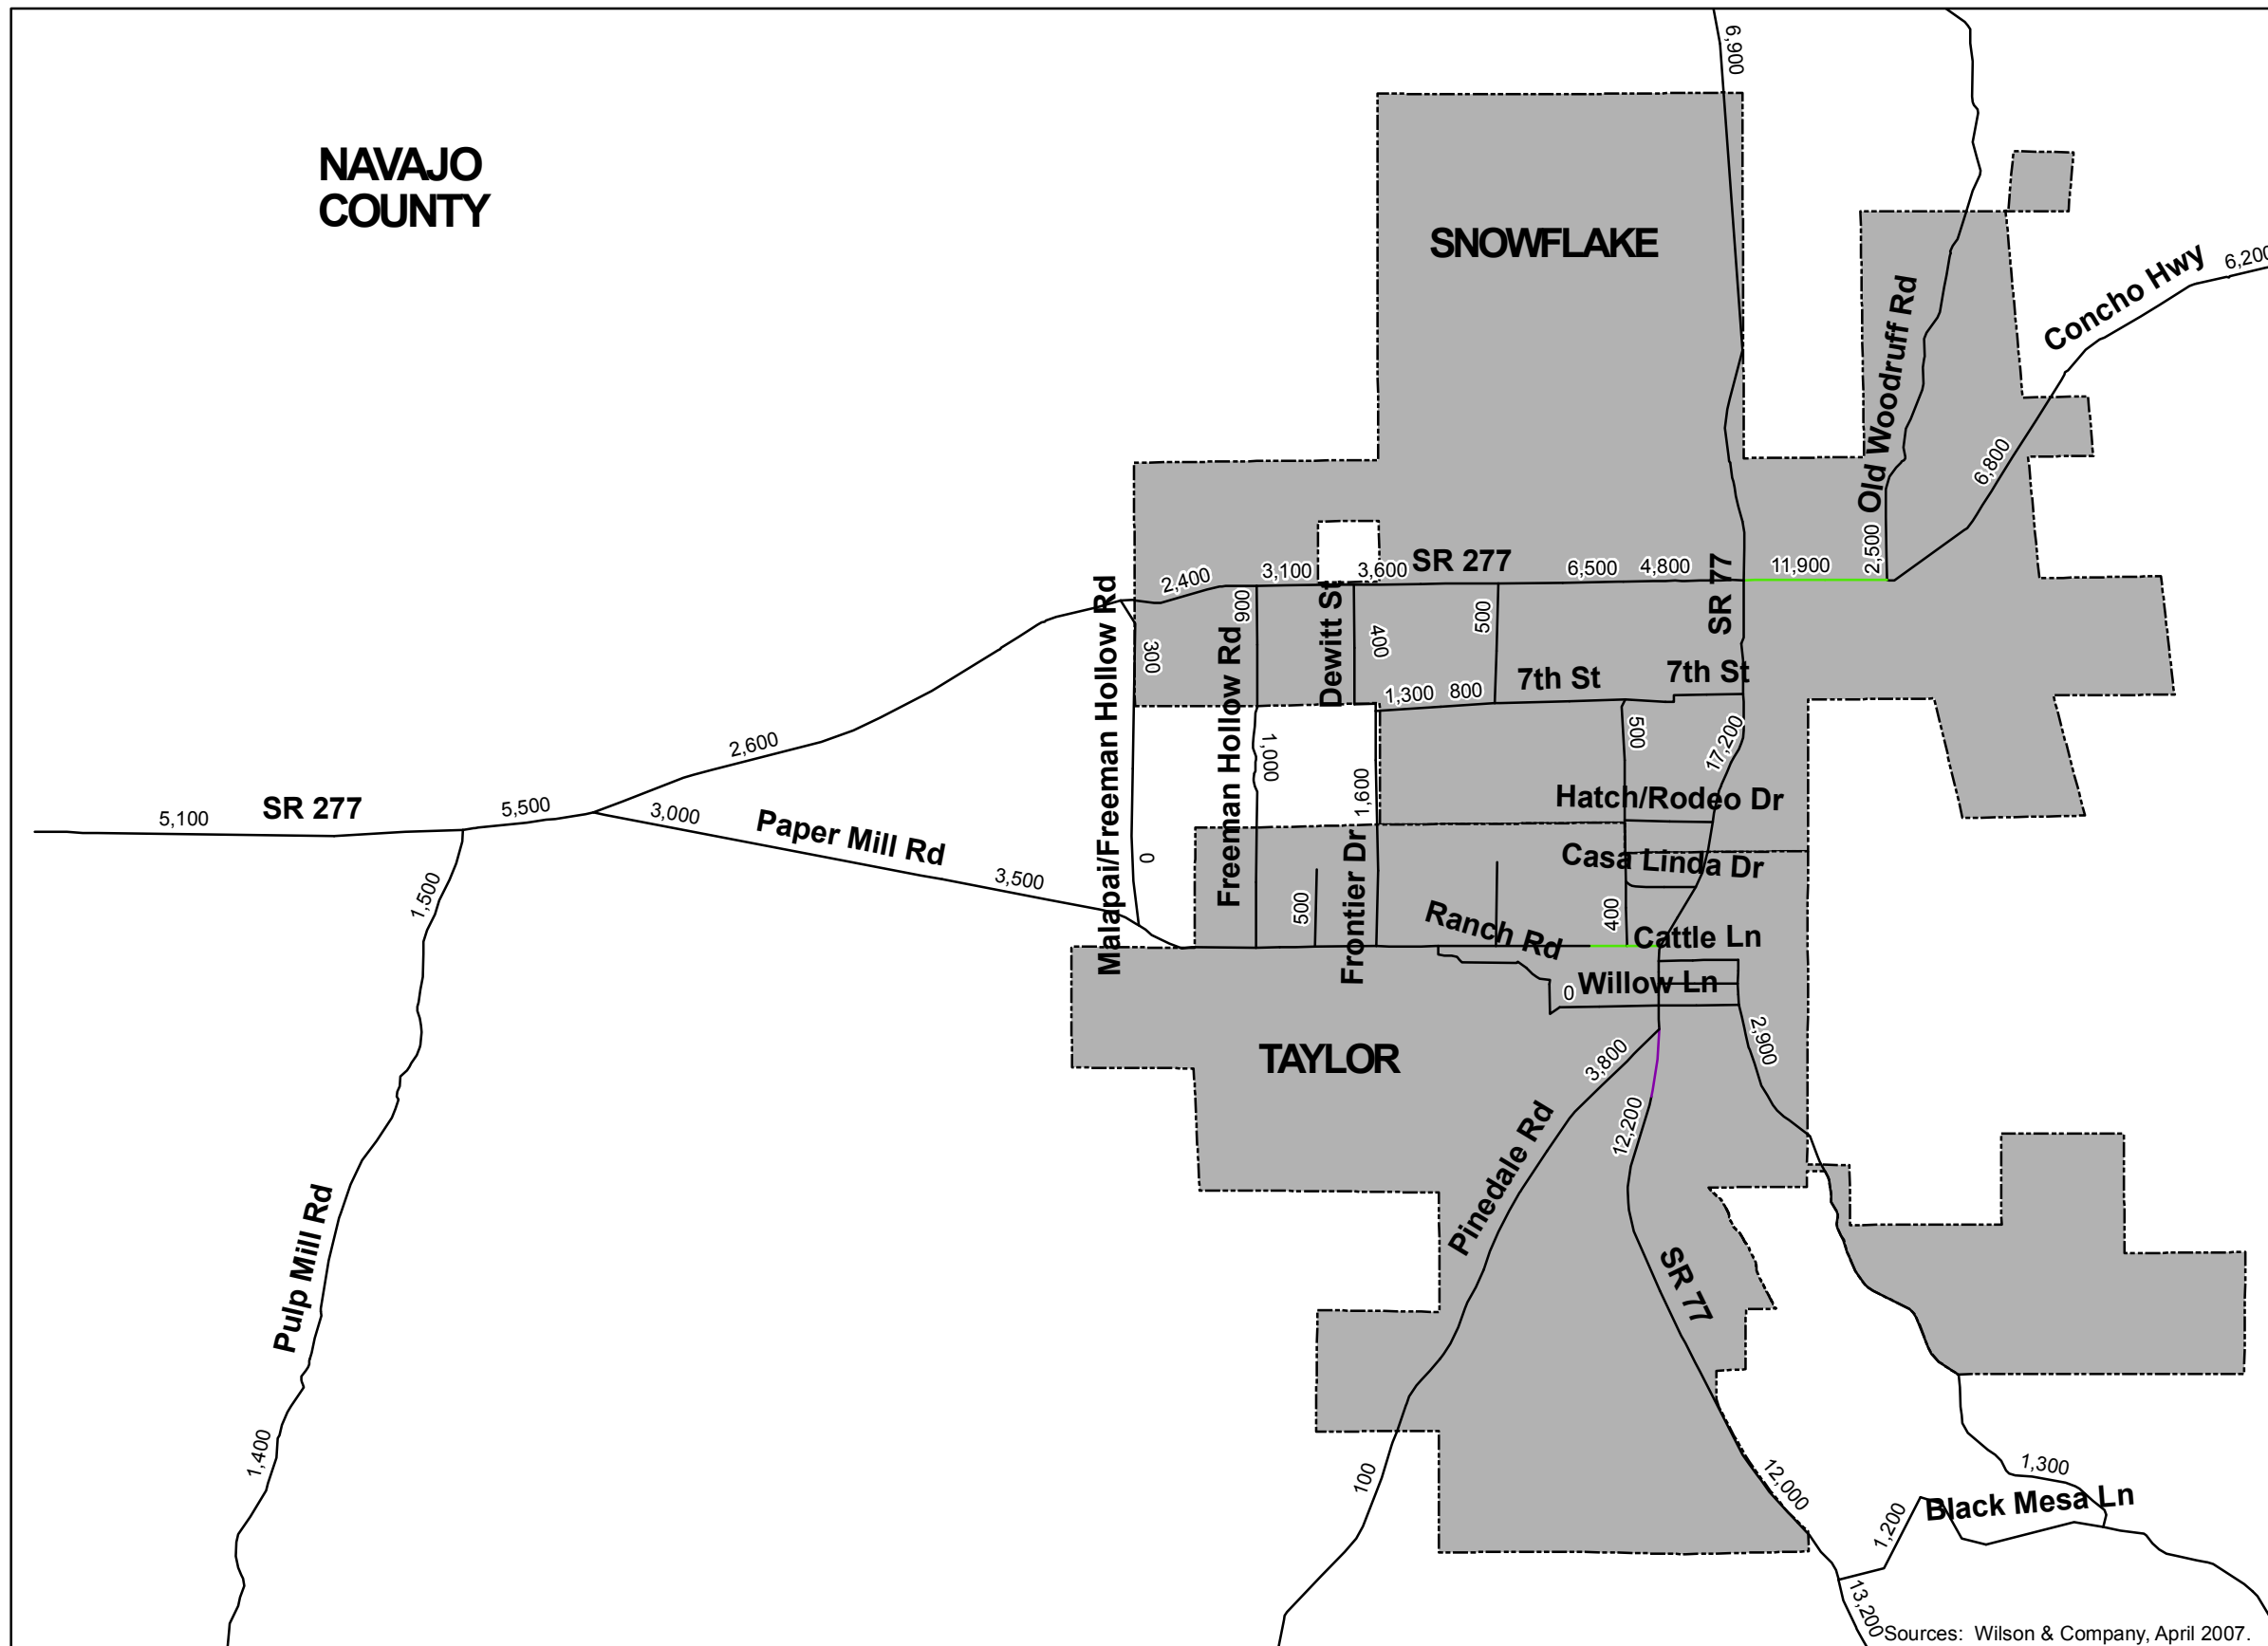 6,900
NAVAJO
COUNTY
SNOWFLAKE
Concho Hwy
6,200
Old Woodruff Rd
6,800
2,500
SR 277
3,100
3,600
6,500
4,800
SR 77
11,900
2,400
900
Dewitt St
400
500
300
Malapai/Freeman Hollow Rd
Freeman Hollow Rd
7th St
7th St
1,300
800
1,000
500
17,200
2,600
1,600
Hatch/Rodeo Dr
SR 277
5,100
5,500
3,000
Paper Mill Rd
3,500
0
Casa Linda Dr
1,500
500
Frontier Dr
Ranch Rd
400
Cattle Ln
0
Willow Ln
2,900
TAYLOR
3,800
12,200
Pinedale Rd
Pulp Mill Rd
SR 77
1,400
100
12,000
1,300
Black Mesa Ln
1,200
13,200
Sources: Wilson & Company, April 2007.